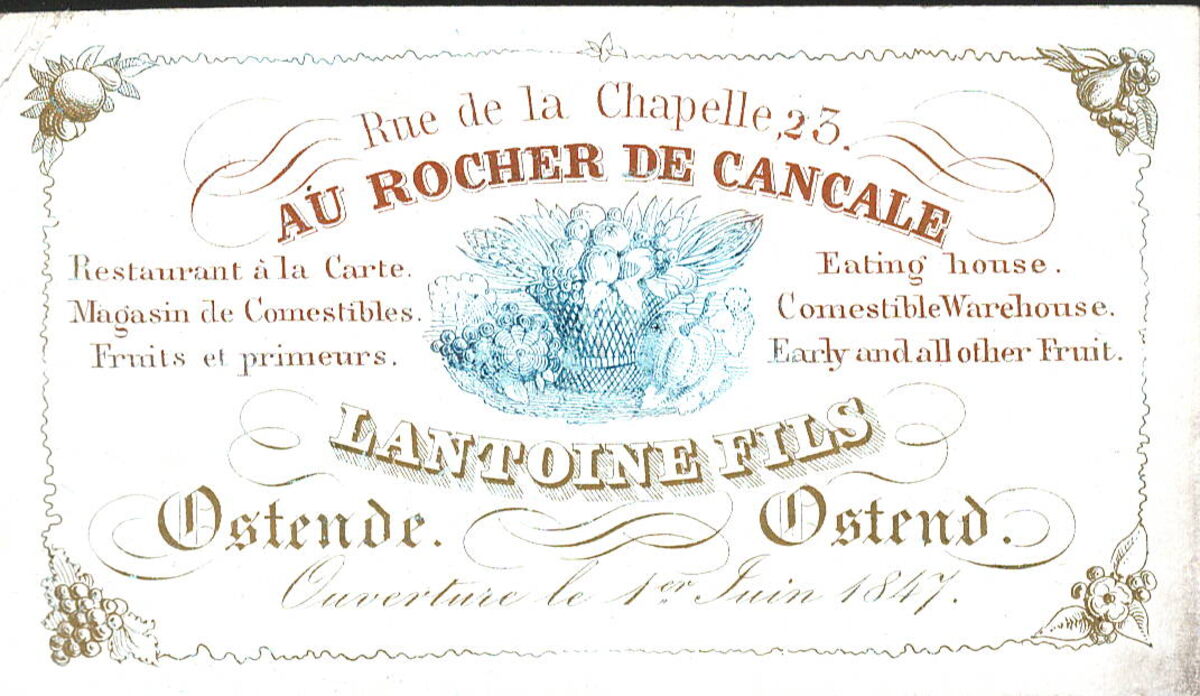 Rue de la Chapelle, 23.
AU ROCHER DE CANCALE
Restaurant à la Carte.
Magasin de Comestibles.
Fruits et primeurs.
Eating house.
Comestible Warehouse.
Early and all other Fruit.
LANTOINE FILS
Ostende. Ostend.
Ouverture le 1er Juin 1847.